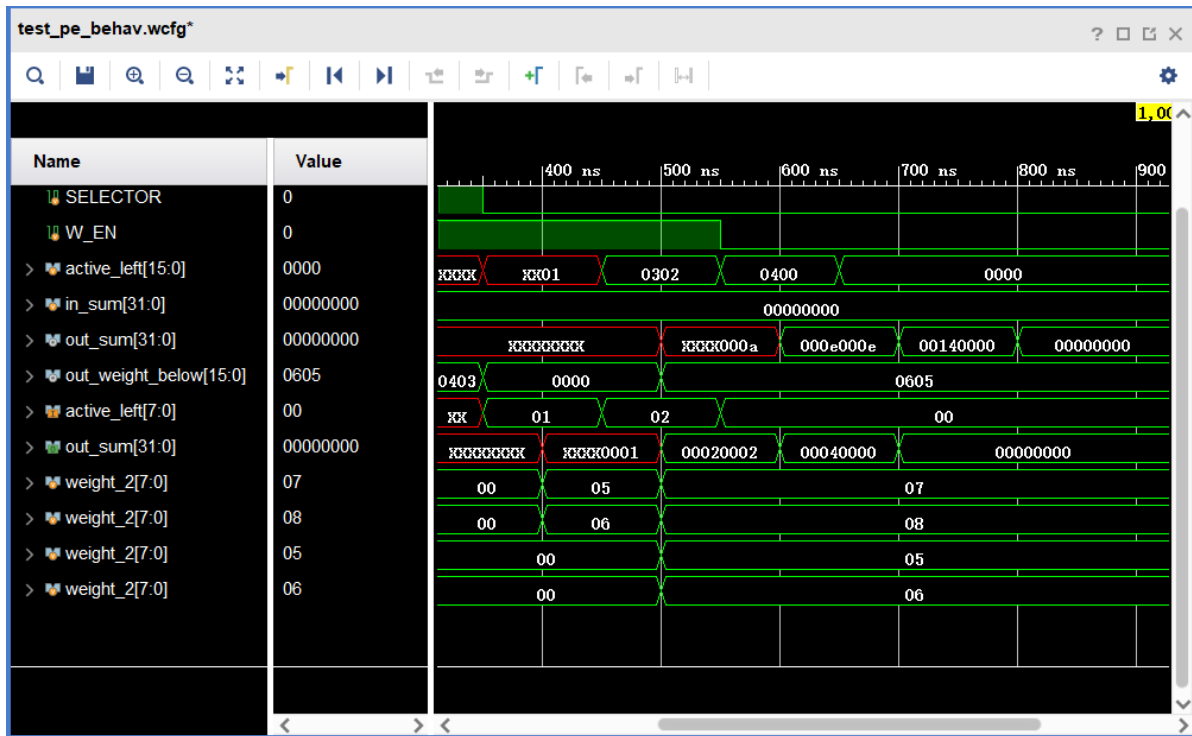 test_pe_behav.wcfg*
?
1,00
Name Value
400 ns 500 ns 600 ns 700 ns 800 ns 900
SELECTOR 0
W_EN 0
active_left[15:0] 0000 XXXX XX01 0302 0400 0000
in_sum[31:0] 00000000 00000000
out_sum[31:0] 00000000 XXXXXXXX XXXX000a 000e000e 00140000 00000000
out_weight_below[15:0] 0605 0403 0000 0605
active_left[7:0] 00 XX 01 02 00
out_sum[31:0] 00000000 XXXXXXXX XXXX0001 00020002 00040000 00000000
weight_2[7:0] 07 00 05 07
weight_2[7:0] 08 00 06 08
weight_2[7:0] 05 00 05
weight_2[7:0] 06 00 06